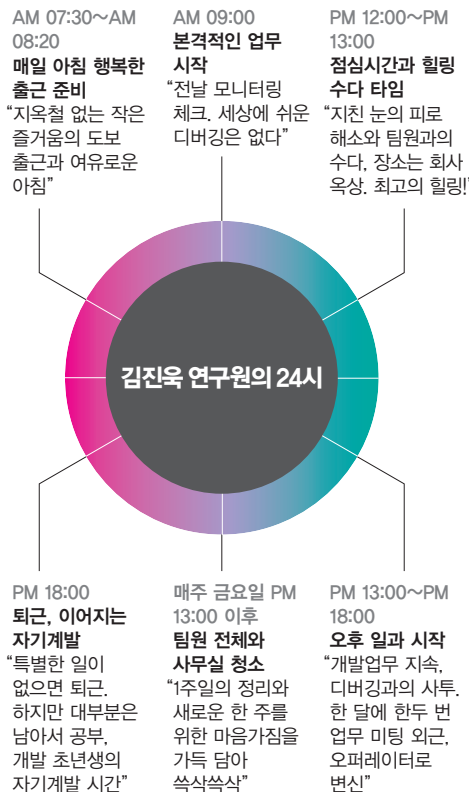 AM 07:30～AM
08:20
매일 아침 행복한
출근 준비
“지옥철 없는 작은
즐거움의 도보
출근과 여유로운
아침”
AM 09:00
본격적인 업무
시작
“전날 모니터링
체크. 세상에 쉬운
디버깅은 없다”
PM 12:00～PM
13:00
점심시간과 힐링
수다 타임
“지친 눈의 피로
해소와 팀원과의
수다, 장소는 회사
옥상. 최고의 힐링!”
김진욱 연구원의 24시
PM 18:00
퇴근, 이어지는
자기계발
“특별한 일이
없으면 퇴근.
하지만 대부분은
남아서 공부,
개발 초년생의
자기계발 시간”
매주 금요일 PM
13:00 이후
팀원 전체와
사무실 청소
“1주일의 정리와
새로운 한 주를
위한 마음가짐을
가득 담아
쓱삭쓱삭”
PM 13:00～PM
18:00
오후 일과 시작
“개발업무 지속,
디버깅과의 사투.
한 달에 한두 번
업무 미팅 외근,
오퍼레이터로
변신”